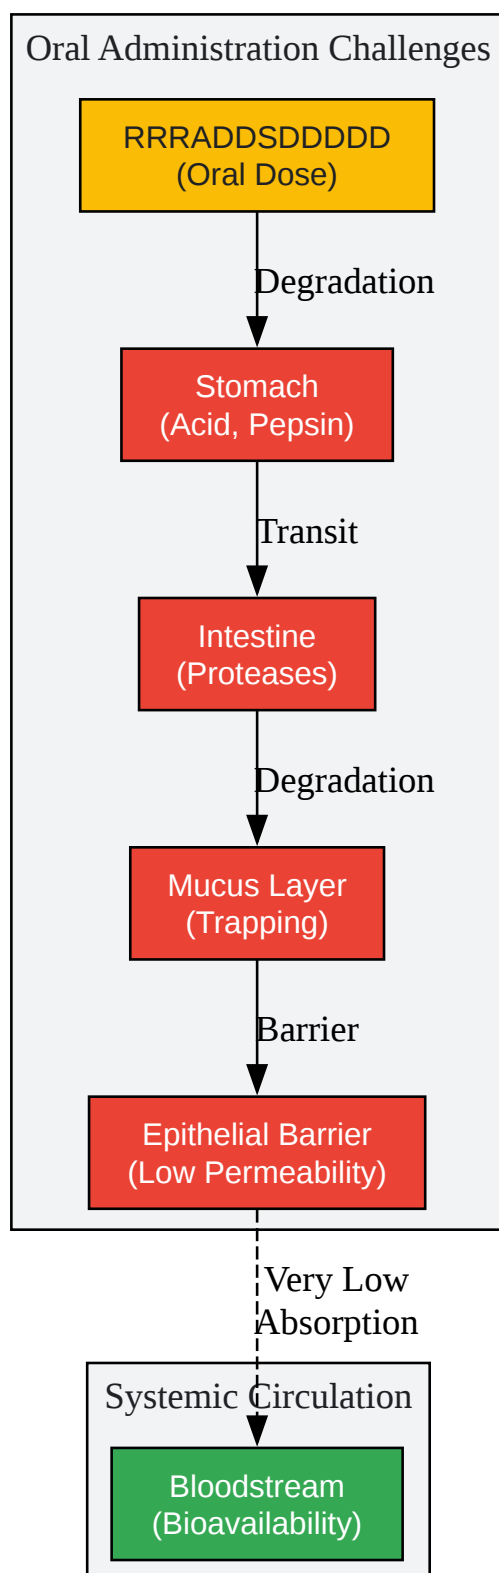 Oral Administration Challenges
RRRADDSDDDDD
(Oral Dose)
Degradation
Stomach
(Acid, Pepsin)
Transit
Intestine
(Proteases)
Degradation
Mucus Layer
(Trapping)
Barrier
Epithelial Barrier
(Low Permeability)
Very Low
Absorption
Systemic Circulation
Bloodstream
(Bioavailability)